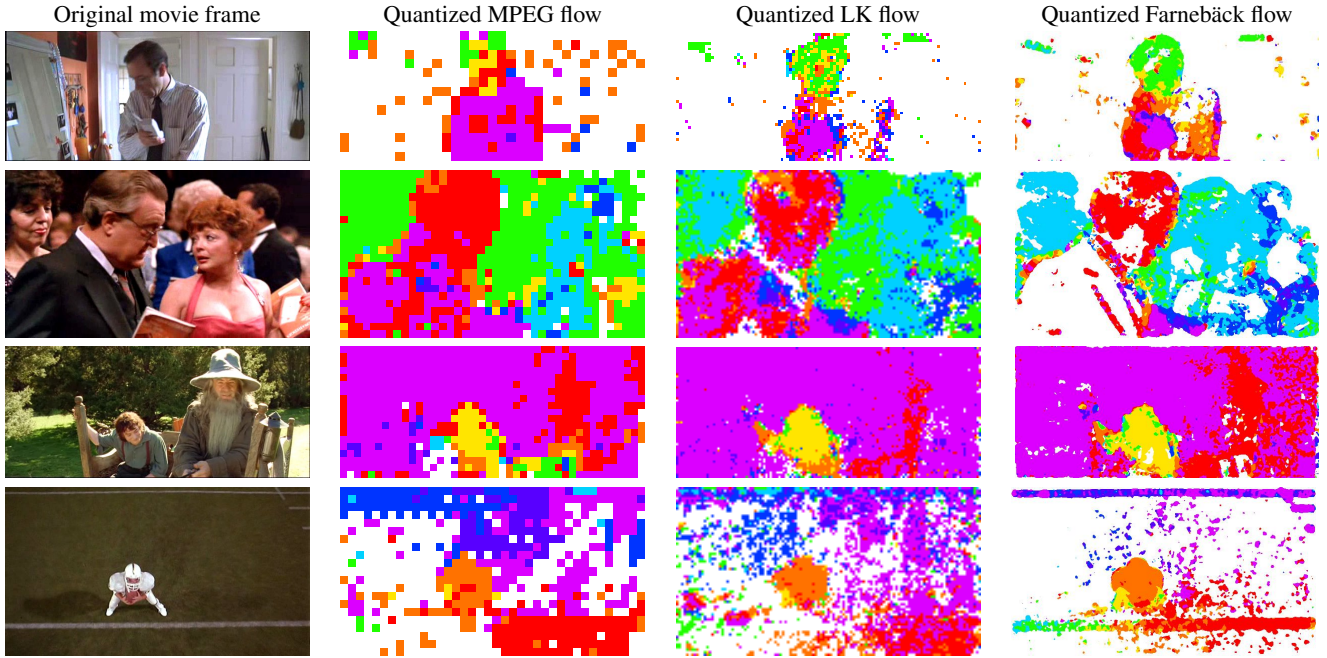 Original movie frame
Quantized MPEG flow
Quantized LK flow
Quantized Farnebäck flow